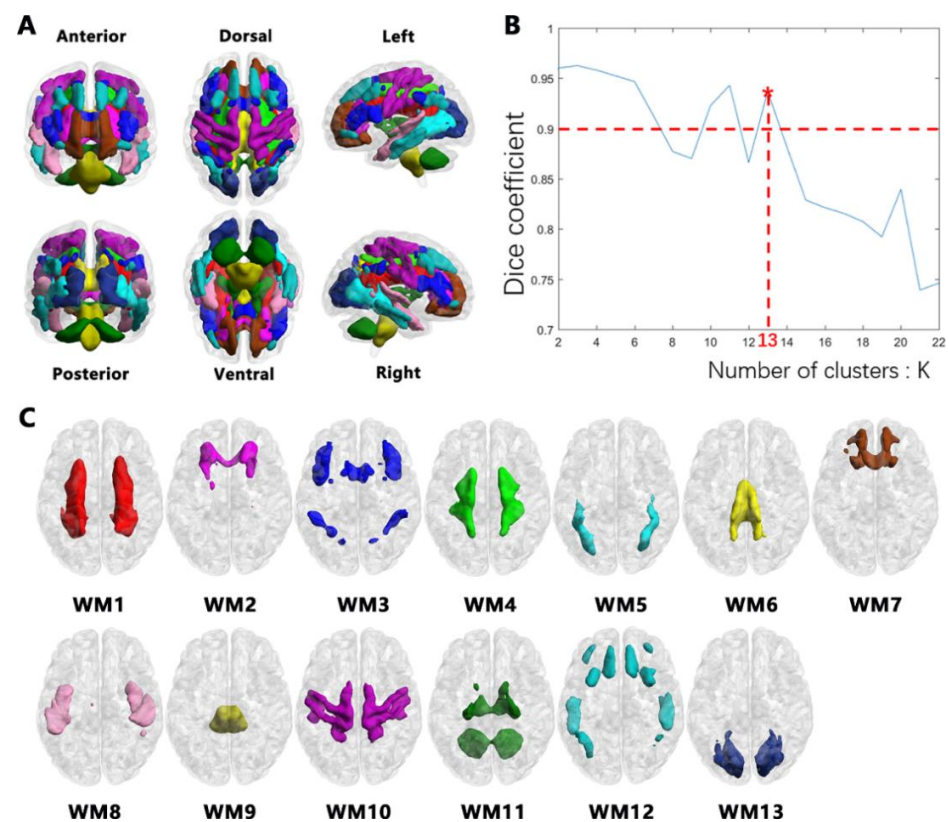 A
Anterior Dorsal Left
Posterior Ventral Right
B
Dice coefficient
1
0.95
0.9
0.85
0.8
0.75
0.7
*
2 4 6 8 10 12 13 14 16 18 20 22
Number of clusters : K
C
WM1 WM2 WM3 WM4 WM5 WM6 WM7
WM8 WM9 WM10 WM11 WM12 WM13